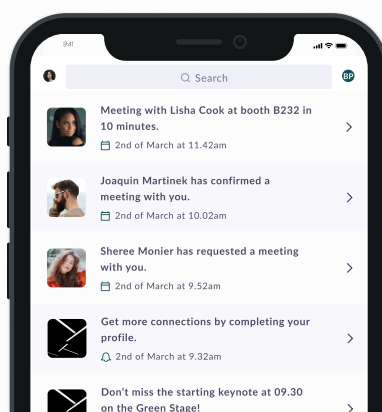 9:41
Search
BP
Meeting with Lisha Cook at booth B232 in
10 minutes.
2nd of March at 11.42am
Joaquin Martinek has confirmed a
meeting with you.
2nd of March at 10.02am
Sheree Monier has requested a meeting
with you.
2nd of March at 9.52am
Get more connections by completing your
profile.
2nd of March at 9.32am
Don't miss the starting keynote at 09.30
on the Green Stage!